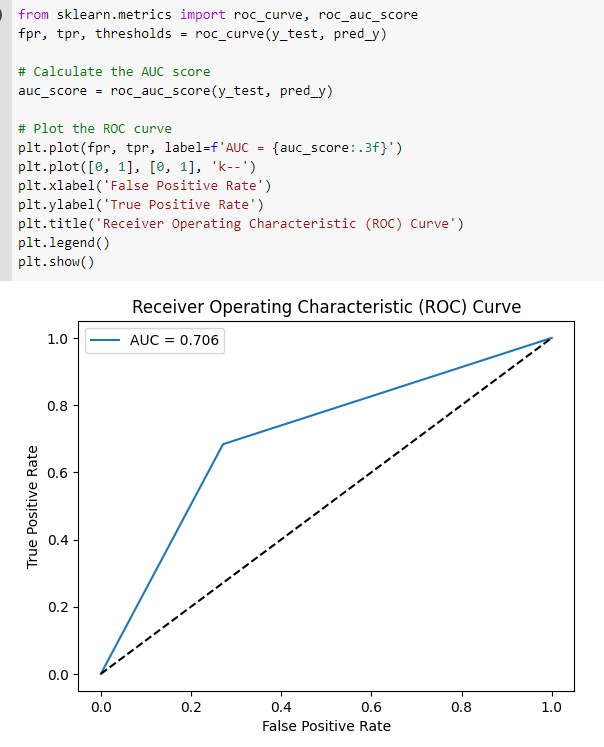 from sklearn.metrics import roc_curve, roc_auc_score
fpr, tpr, thresholds = roc_curve(y_test, pred_y)
# Calculate the AUC score
auc_score = roc_auc_score(y_test, pred_y)
# Plot the ROC curve
plt.plot(fpr, tpr, label=f'AUC = {auc_score:.3f}')
plt.plot([0, 1], [0, 1], 'k--')
plt.xlabel('False Positive Rate')
plt.ylabel('True Positive Rate')
plt.title('Receiver Operating Characteristic (ROC) Curve')
plt.legend()
plt.show()
Receiver Operating Characteristic (ROC) Curve
AUC = 0.706
True Positive Rate
1.0
0.8
0.6
0.4
0.2
0.0
0.0 0.2 0.4 0.6 0.8 1.0
False Positive Rate